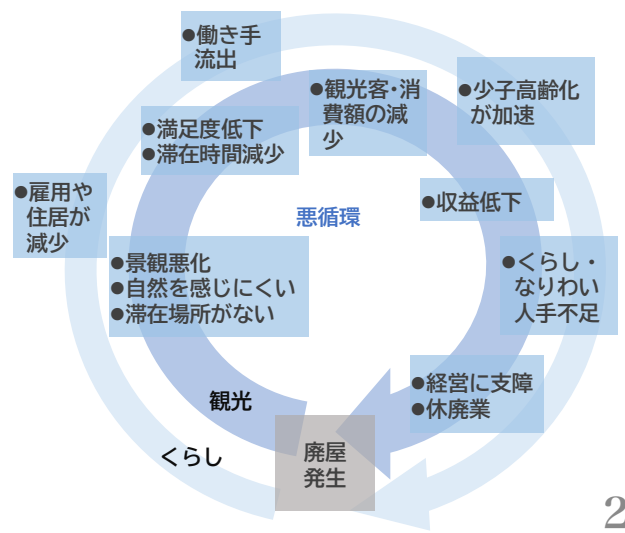 ●働き手
流出
●観光客・消
費額の減
少
●少子高齢化
が加速
●満足度低下
●滞在時間減少
●雇用や
住居が
減少
悪循環
●収益低下
●景観悪化
●自然を感じにくい
●滞在場所がない
●くらし・
なりわい
人手不足
●経営に支障
●休廃業
観光
くらし
廃屋
発生
2